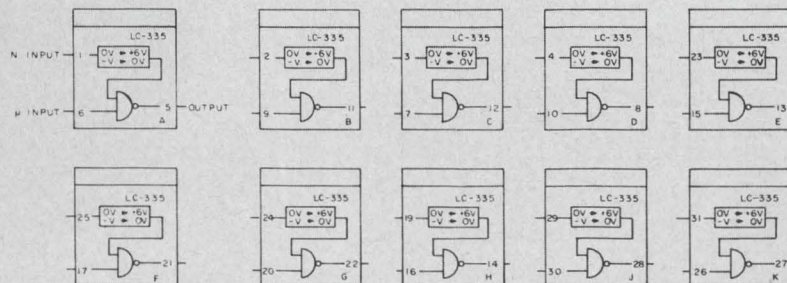 LC-335 LC-335 LC-335 LC-335 LC-335
N INPUT 1 0V ► +6V 2 0V ► +6V 3 0V ► +6V 4 0V ► +6V 23 0V ► +6V
-V ► 0V -V ► 0V -V ► 0V -V ► 0V -V ► 0V
µ INPUT 6 5 OUTPUT 9 11 7 12 10 8 15 13
A B C D E
LC-335 LC-335 LC-335 LC-335 LC-335
25 0V ► +6V 24 0V ► +6V 19 0V ► +6V 29 0V ► +6V 31 0V ► +6V
-V ► 0V -V ► 0V -V ► 0V -V ► 0V -V ► 0V
17 21 20 22 16 14 30 28 26 27
F G H J K